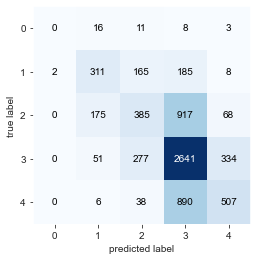 0 0 16 11 8 3
1 2 311 165 185 8
true label
2 0 175 385 917 68
3 0 51 277 2641 334
4 0 6 38 890 507
0 1 2 3 4
predicted label